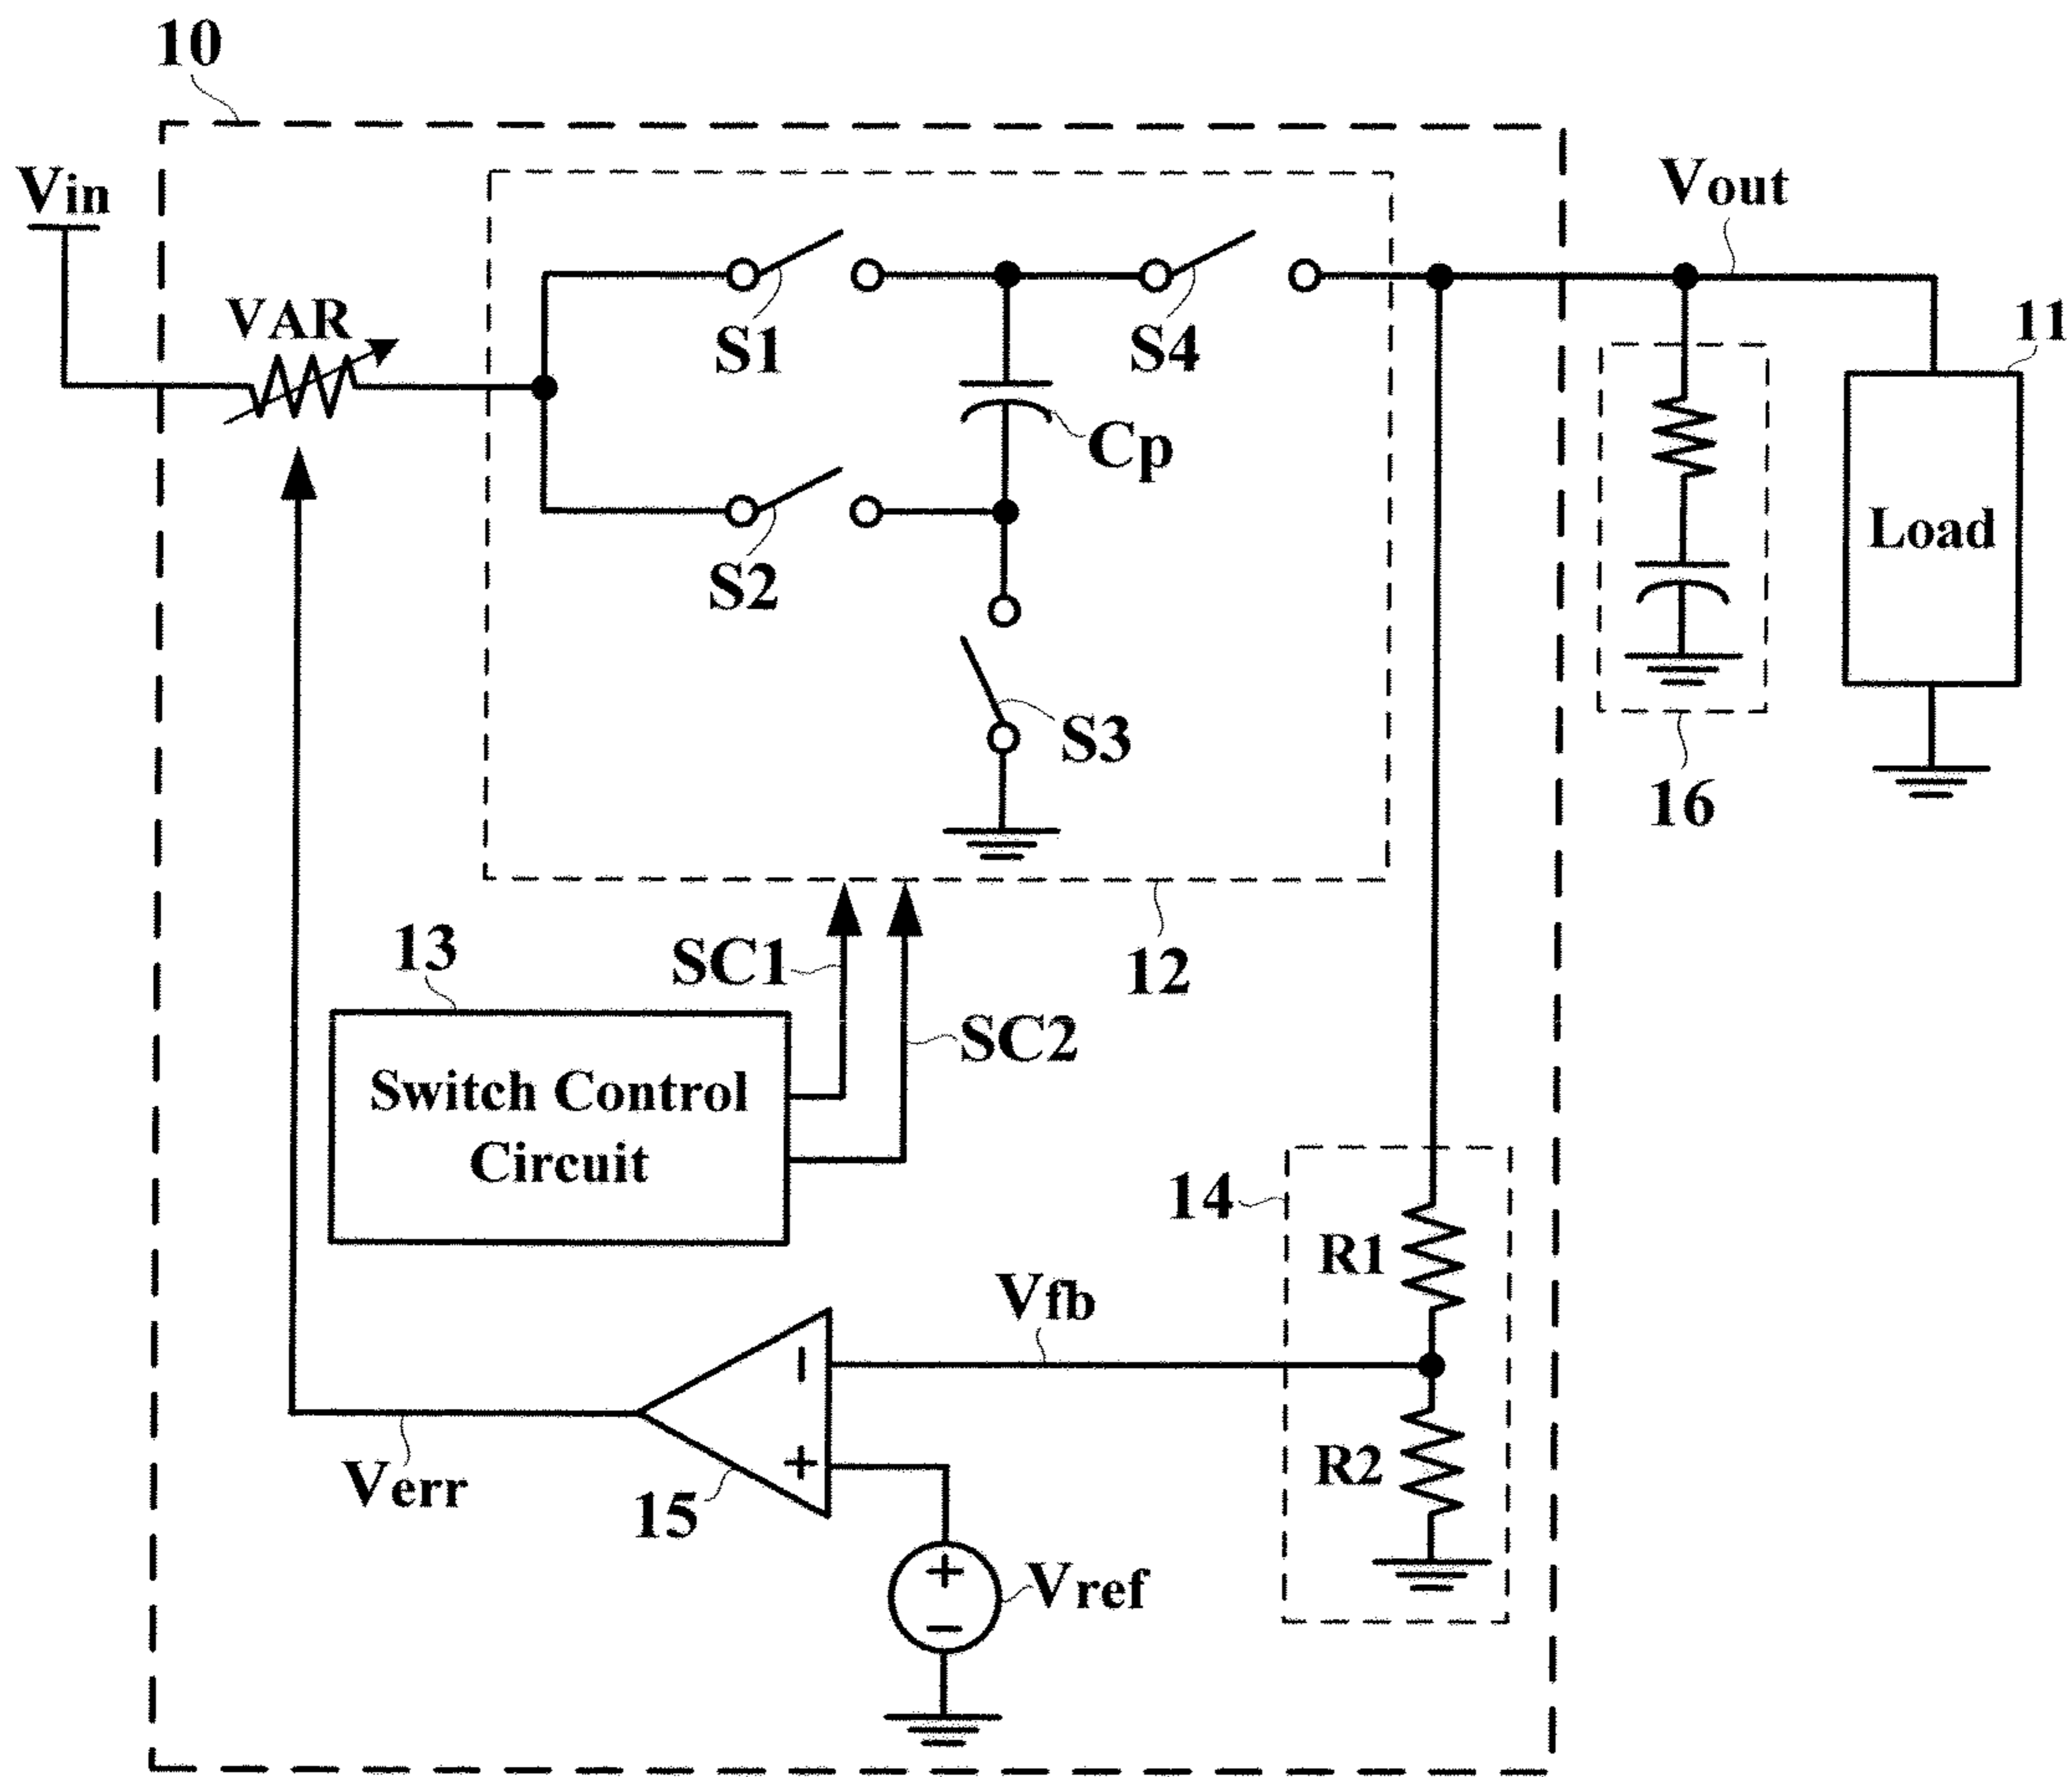 10
Vin
Vout
VAR
S1
S4
11
Cp
Load
S2
S3
16
13
SC1
12
SC2
Switch Control
Circuit
14
R1
Vfb
−
+
R2
Verr
15
+
Vref
−